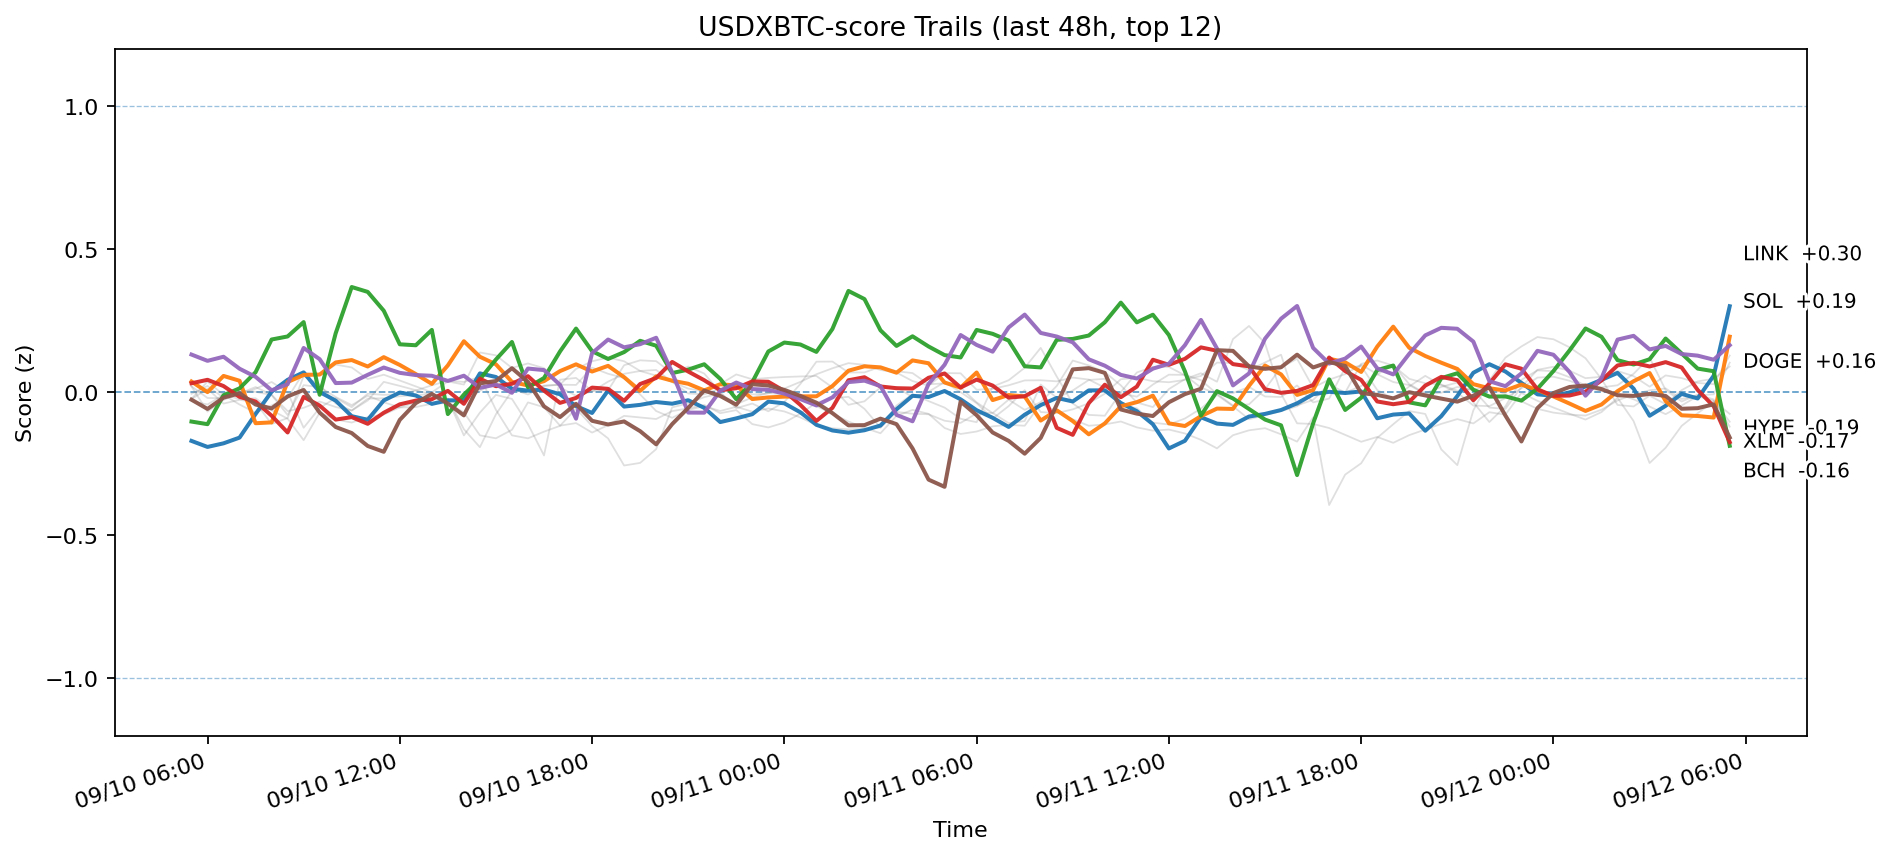 USDXBTC-score Trails (last 48h, top 12)
Score (z)
1.0
0.5
0.0
−0.5
−1.0
LINK +0.30
SOL +0.19
DOGE +0.16
HYPE -0.19
XLM -0.17
BCH -0.16
09/10 06:00
09/10 12:00
09/10 18:00
09/11 00:00
09/11 06:00
09/11 12:00
09/11 18:00
09/12 00:00
09/12 06:00
Time